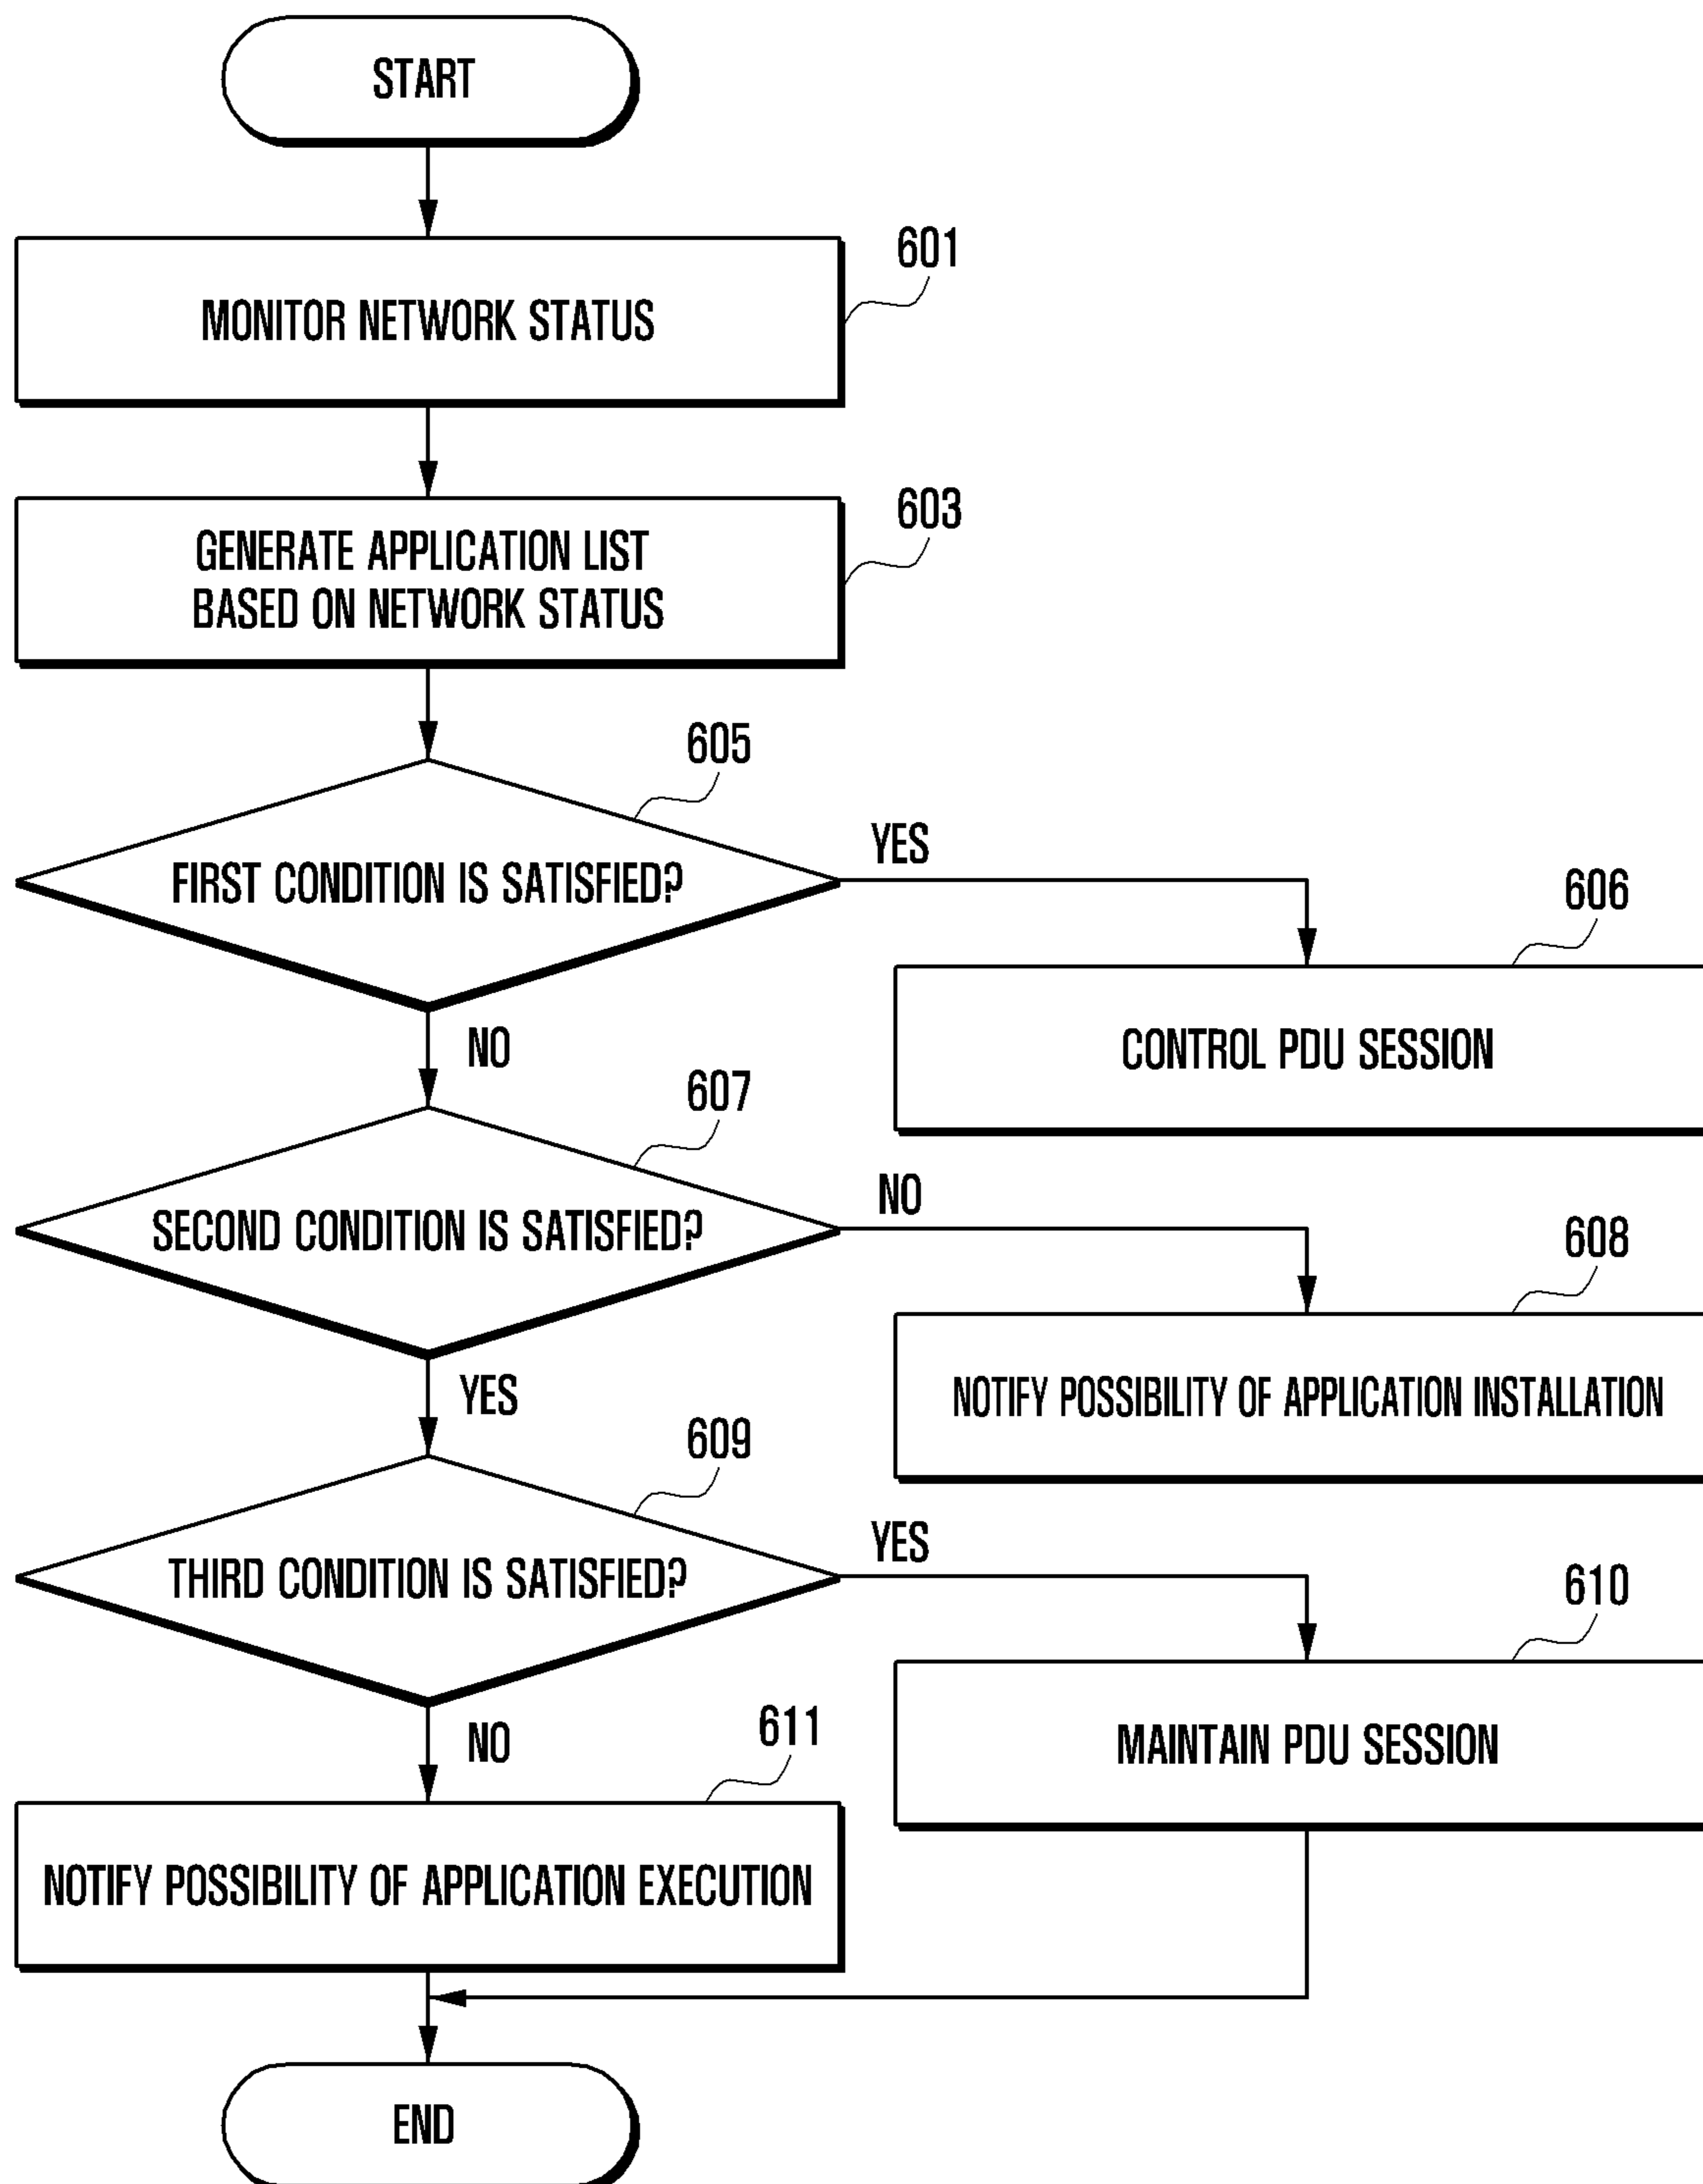 START
601
MONITOR NETWORK STATUS
603
GENERATE APPLICATION LIST
BASED ON NETWORK STATUS
605
FIRST CONDITION IS SATISFIED?
YES
606
CONTROL PDU SESSION
NO
607
SECOND CONDITION IS SATISFIED?
NO
608
NOTIFY POSSIBILITY OF APPLICATION INSTALLATION
YES
609
THIRD CONDITION IS SATISFIED?
YES
610
MAINTAIN PDU SESSION
NO
611
NOTIFY POSSIBILITY OF APPLICATION EXECUTION
END